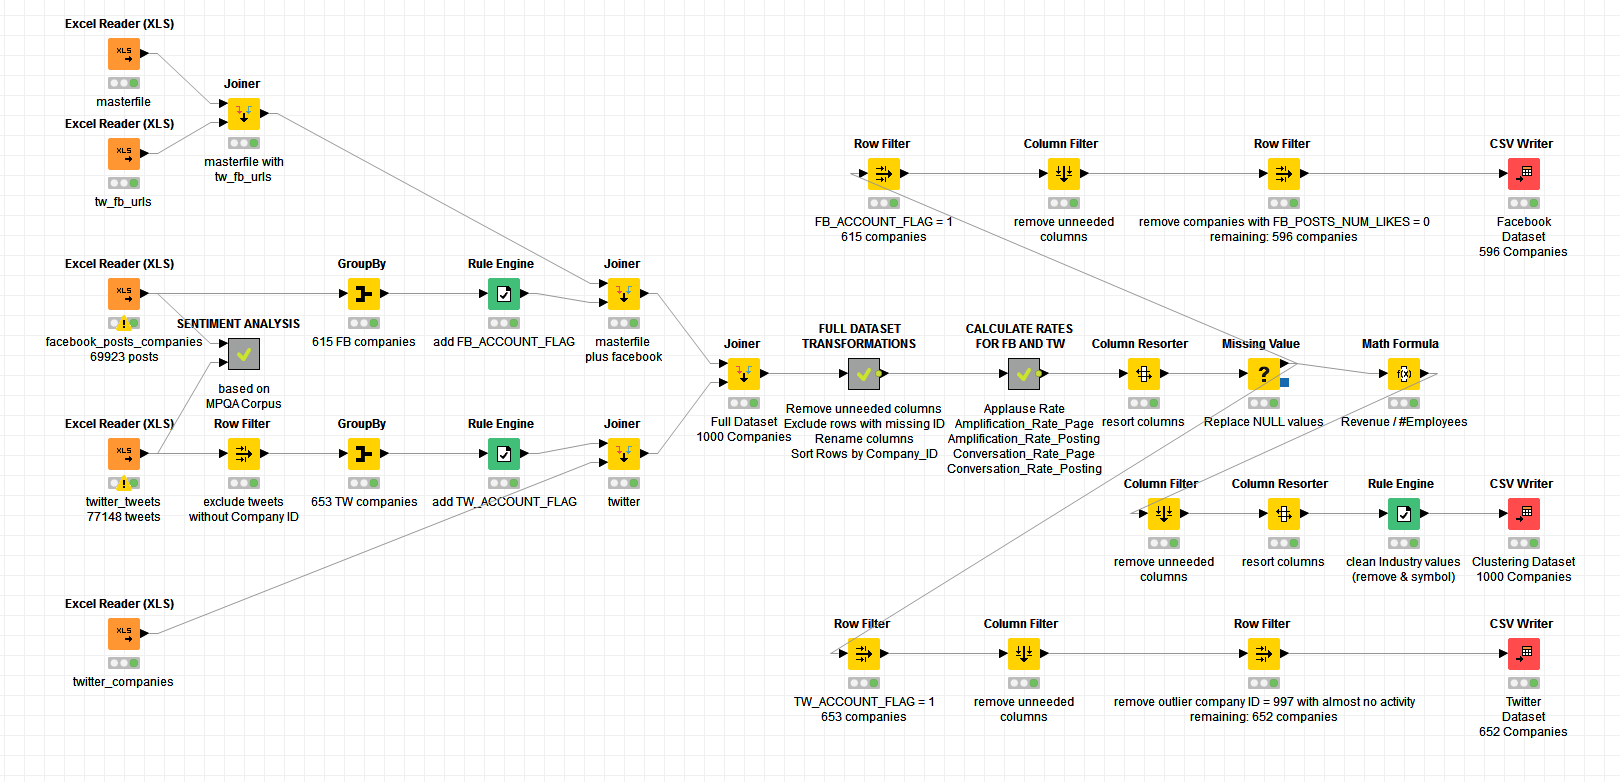 Excel Reader (XLS)
XLS
masterfile
Excel Reader (XLS)
XLS
tw_fb_urls
Joiner
masterfile with
tw_fb_urls
Excel Reader (XLS)
XLS
facebook_posts_companies
69923 posts
SENTIMENT ANALYSIS
based on
MPQA Corpus
GroupBy
615 FB companies
Rule Engine
add FB_ACCOUNT_FLAG
Joiner
masterfile
plus facebook
Excel Reader (XLS)
XLS
twitter_tweets
77148 tweets
Row Filter
exclude tweets
without Company ID
GroupBy
653 TW companies
Rule Engine
add TW_ACCOUNT_FLAG
Joiner
twitter
Excel Reader (XLS)
XLS
twitter_companies
Joiner
Full Dataset
1000 Companies
FULL DATASET
TRANSFORMATIONS
Remove unneeded columns
Exclude rows with missing ID
Rename columns
Sort Rows by Company_ID
CALCULATE RATES
FOR FB AND TW
Applause Rate
Amplification_Rate_Page
Amplification_Rate_Posting
Conversation_Rate_Page
Conversation_Rate_Posting
Column Resorter
resort columns
Missing Value
?
Replace NULL values
Math Formula
f(x)
Revenue / #Employees
Row Filter
FB_ACCOUNT_FLAG = 1
615 companies
Column Filter
remove unneeded
columns
Row Filter
remove companies with FB_POSTS_NUM_LIKES = 0
remaining: 596 companies
CSV Writer
Facebook
Dataset
596 Companies
Column Filter
remove unneeded
columns
Column Resorter
resort columns
Rule Engine
clean Industry values
(remove & symbol)
CSV Writer
Clustering Dataset
1000 Companies
Row Filter
TW_ACCOUNT_FLAG = 1
653 companies
Column Filter
remove unneeded
columns
Row Filter
remove outlier company ID = 997 with almost no activity
remaining: 652 companies
CSV Writer
Twitter
Dataset
652 Companies